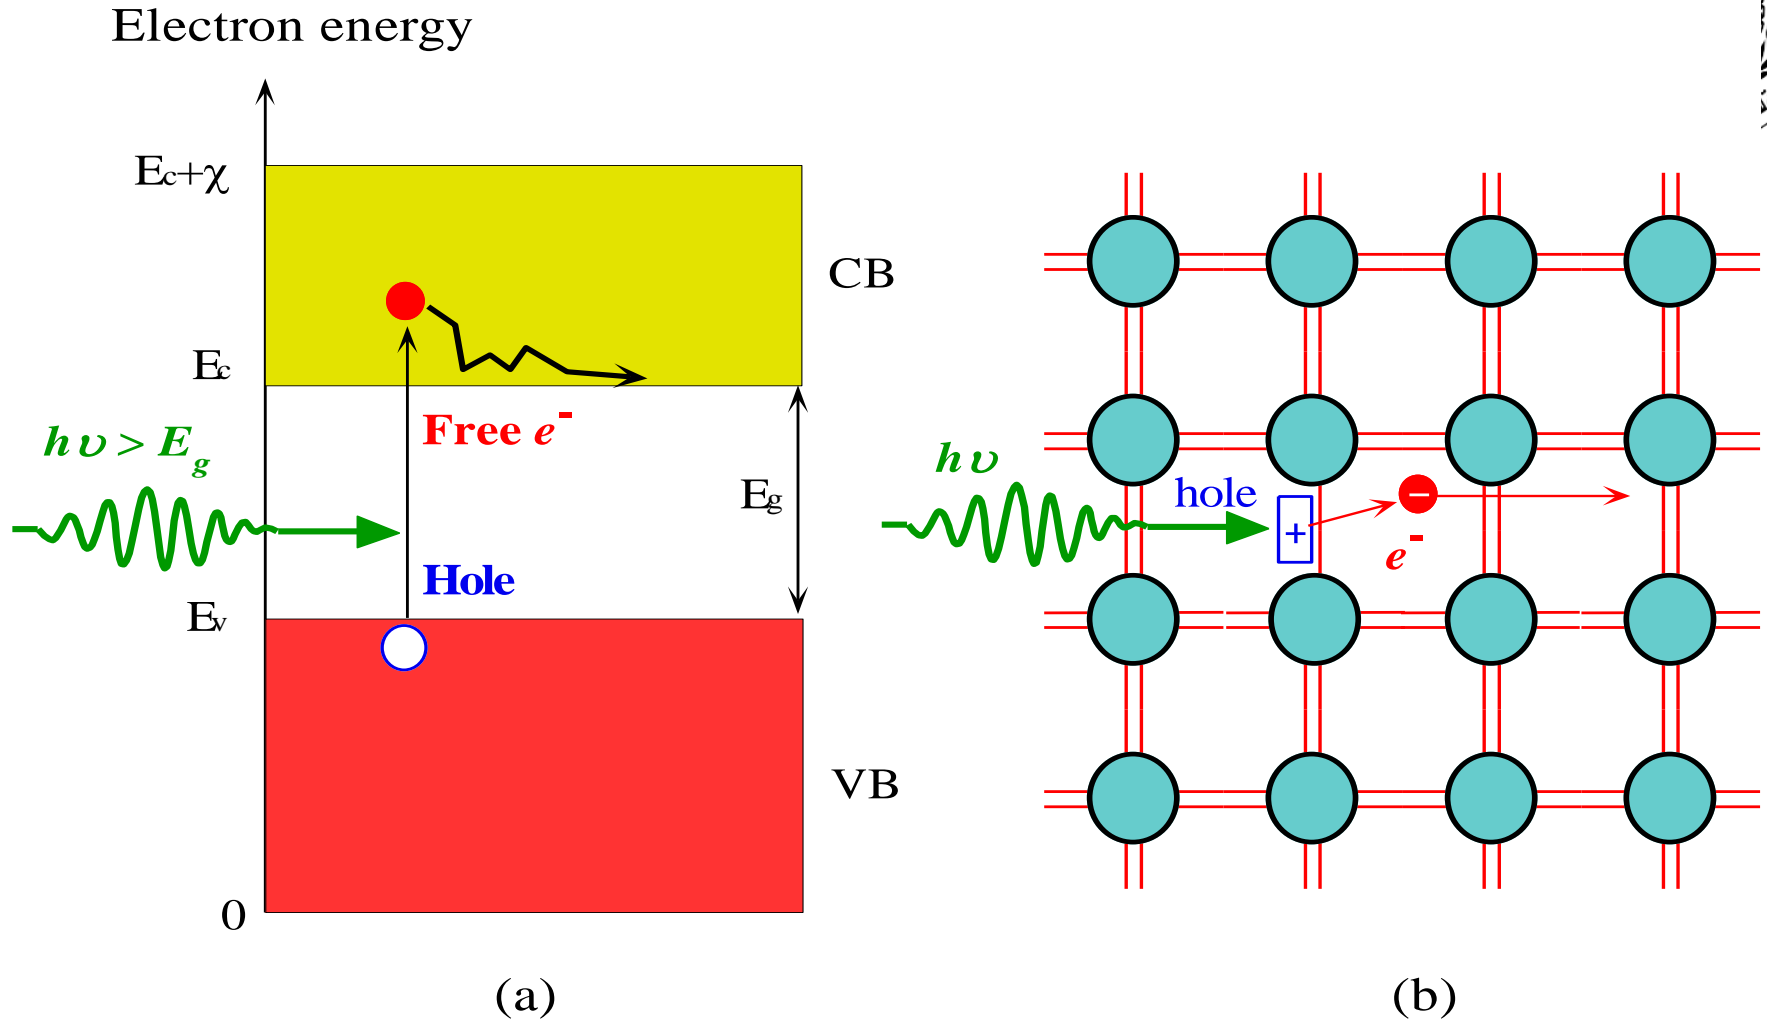 Electron energy
Ec+χ
CB
Ec
Free e-
hυ > Eg
Eg
Hole
Ev
VB
0
(a)
hυ
hole
+
−
e-
(b)